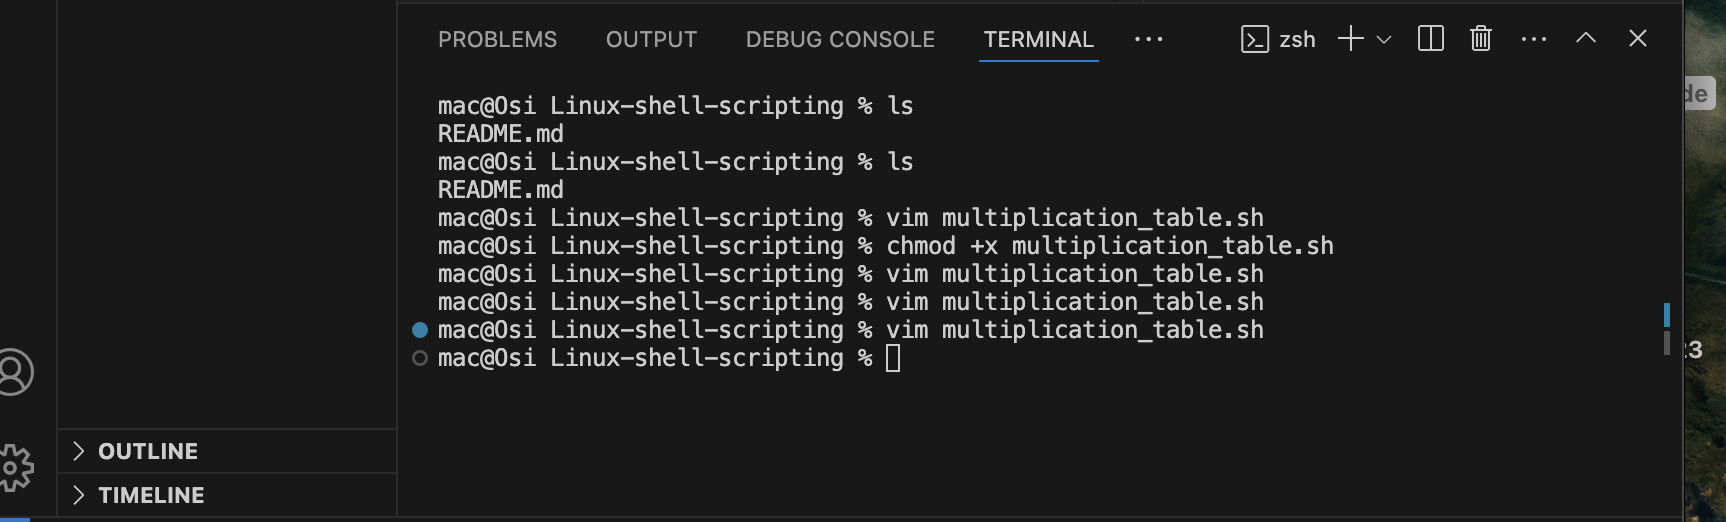 PROBLEMS OUTPUT DEBUG CONSOLE TERMINAL ··· zsh ···
mac@Osi Linux-shell-scripting % ls
README.md
mac@Osi Linux-shell-scripting % ls
README.md
mac@Osi Linux-shell-scripting % vim multiplication_table.sh
mac@Osi Linux-shell-scripting % chmod +x multiplication_table.sh
mac@Osi Linux-shell-scripting % vim multiplication_table.sh
mac@Osi Linux-shell-scripting % vim multiplication_table.sh
mac@Osi Linux-shell-scripting % vim multiplication_table.sh
mac@Osi Linux-shell-scripting %
OUTLINE
TIMELINE